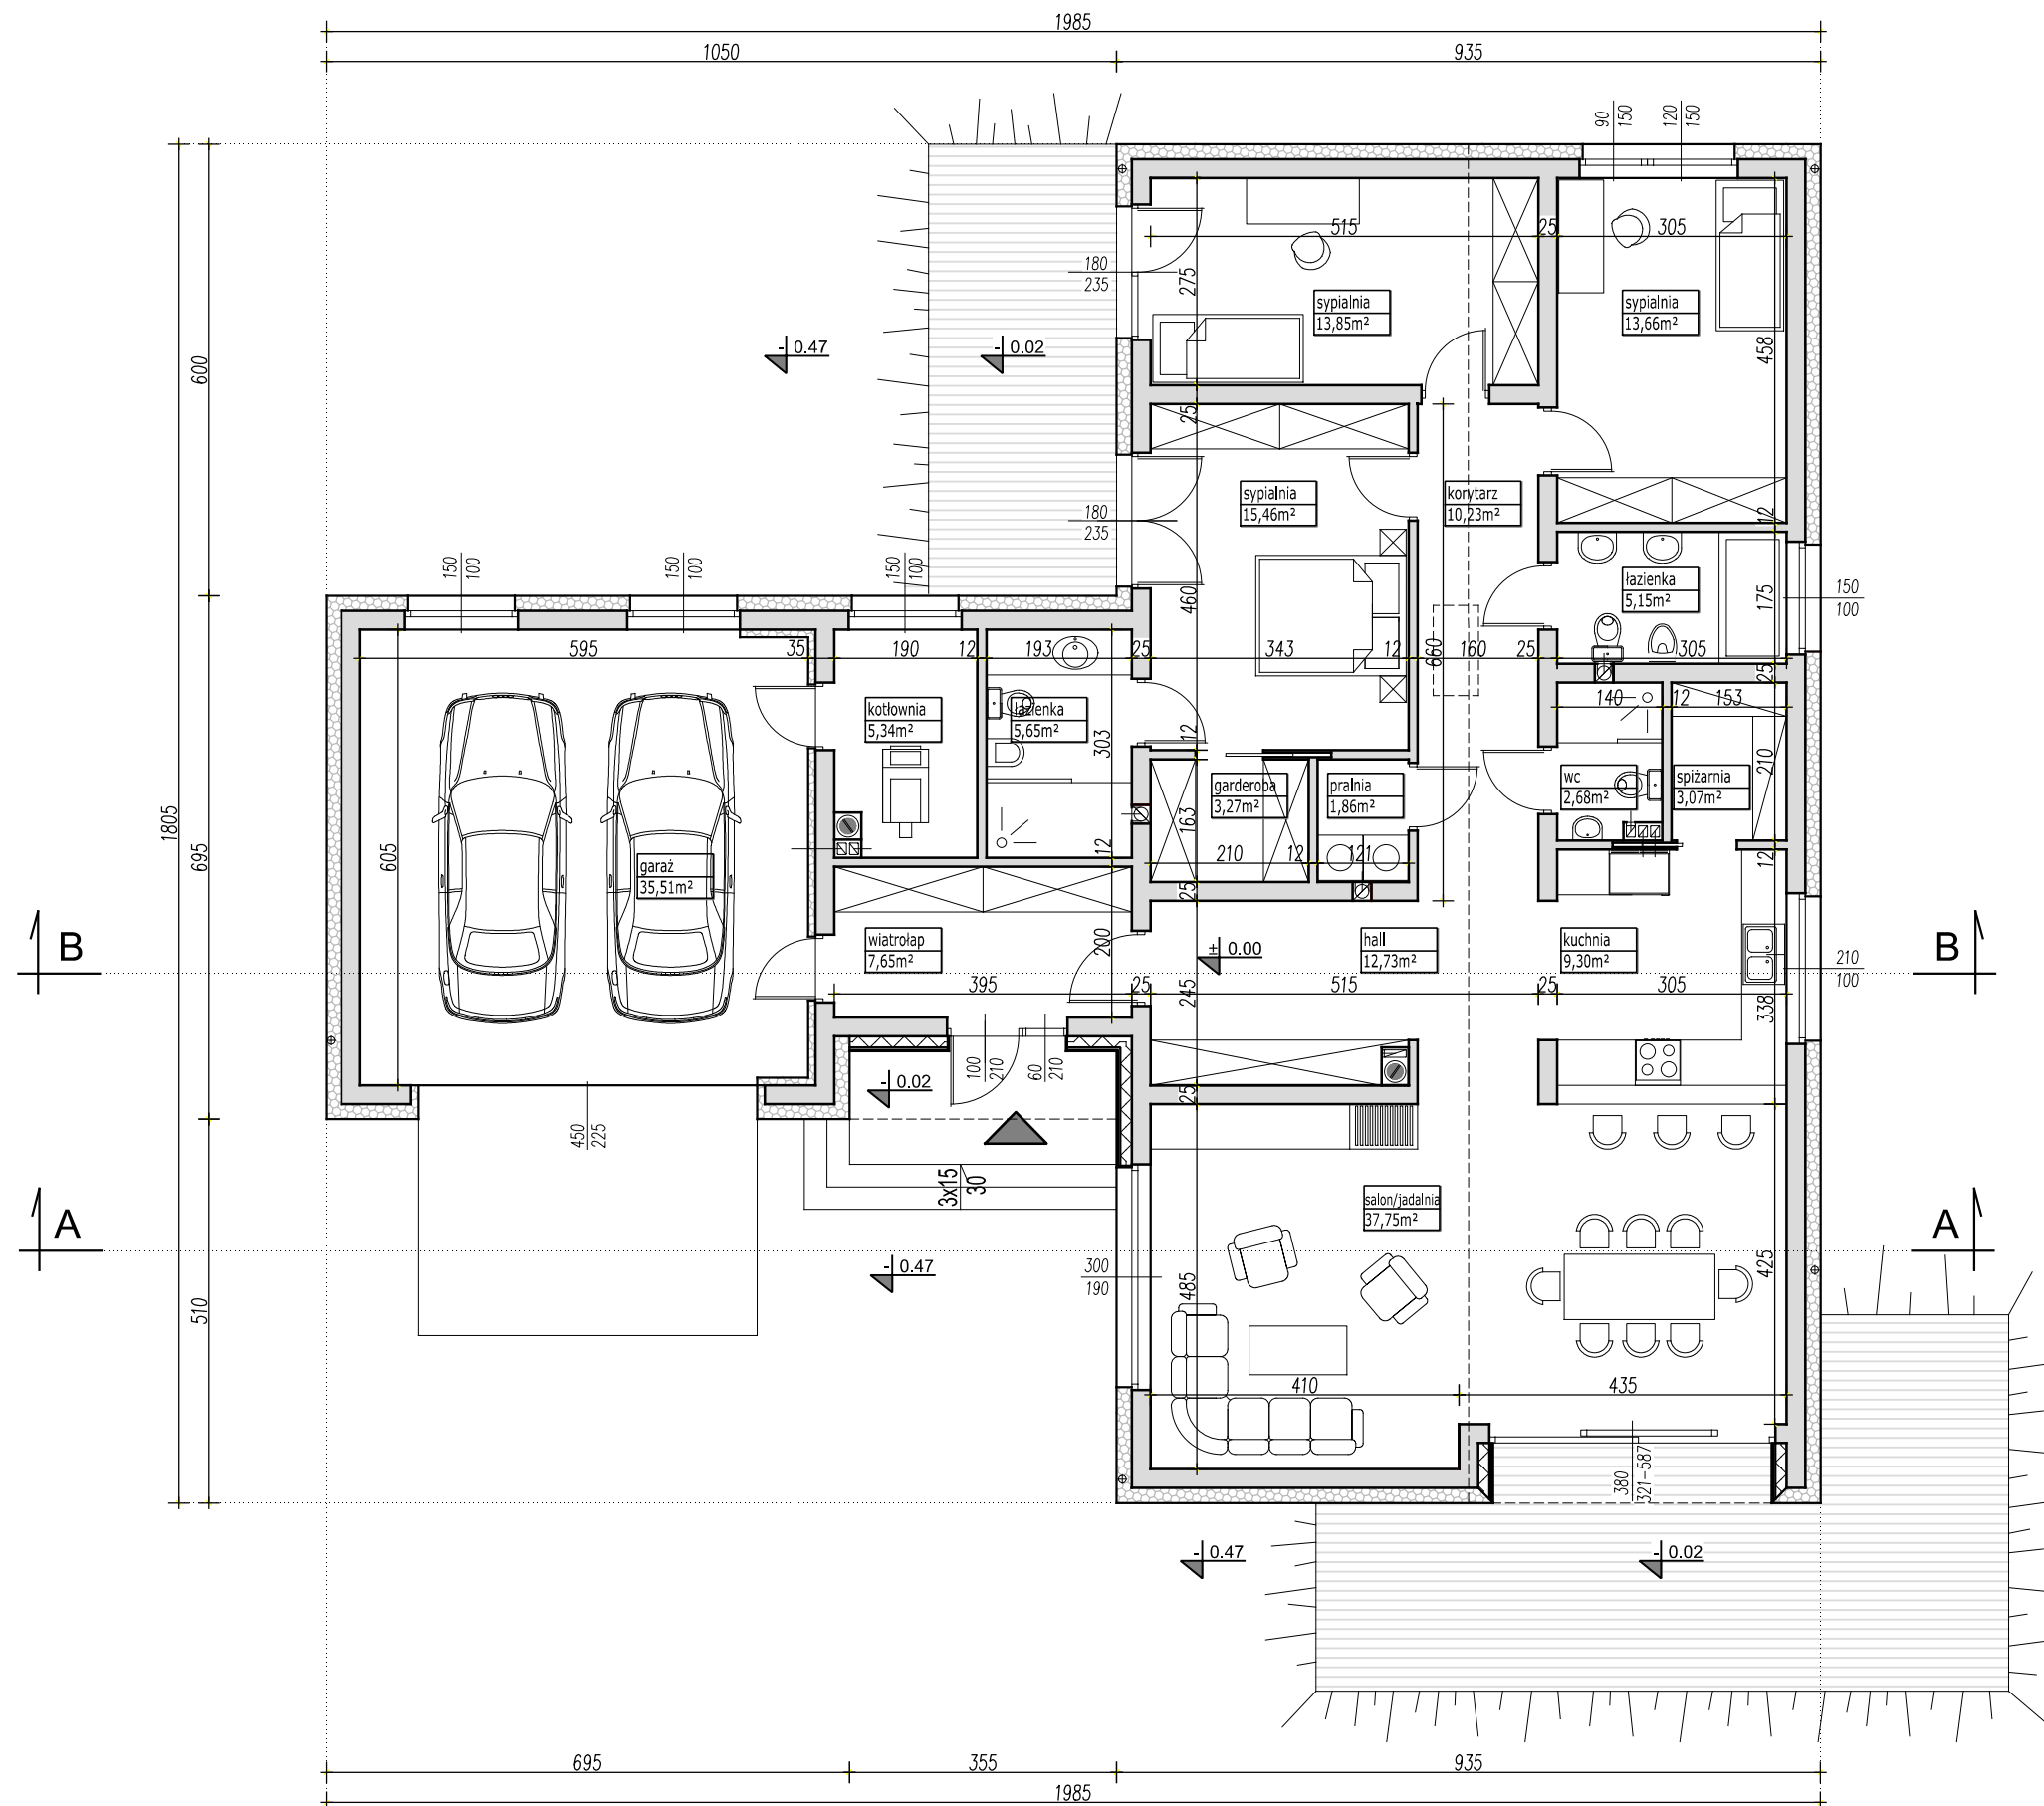 1985
1050
935
90
150
120
150
515
25
305
180
235
275
sypialnia
13,85m²
sypialnia
13,66m²
458
- 0.47
- 0.02
600
25
sypialnia
15,46m²
korytarz
10,23m²
12
180
235
150
100
150
100
150
100
460
łazienka
5,15m²
175
150
100
595
35
190
12
193
25
343
12
660
160
25
305
25
140
12
153
kotłownia
5,34m²
łazienka
5,65m²
303
12
garderoba
3,27m²
pralnia
1,86m²
wc
2,68m²
spiżarnia
3,07m²
210
1805
695
605
garaż
35,51m²
163
210
12
121
12
12
25
wiatrołap
7,65m²
200
± 0.00
hall
12,73m²
kuchnia
9,30m²
B
B
210
100
395
25
245
515
25
305
338
100
210
60
210
- 0.02
25
450
225
3x15
30
salon/jadalnia
37,75m²
A
A
- 0.47
300
190
485
425
510
410
435
380
321-587
- 0.47
- 0.02
695
355
935
1985